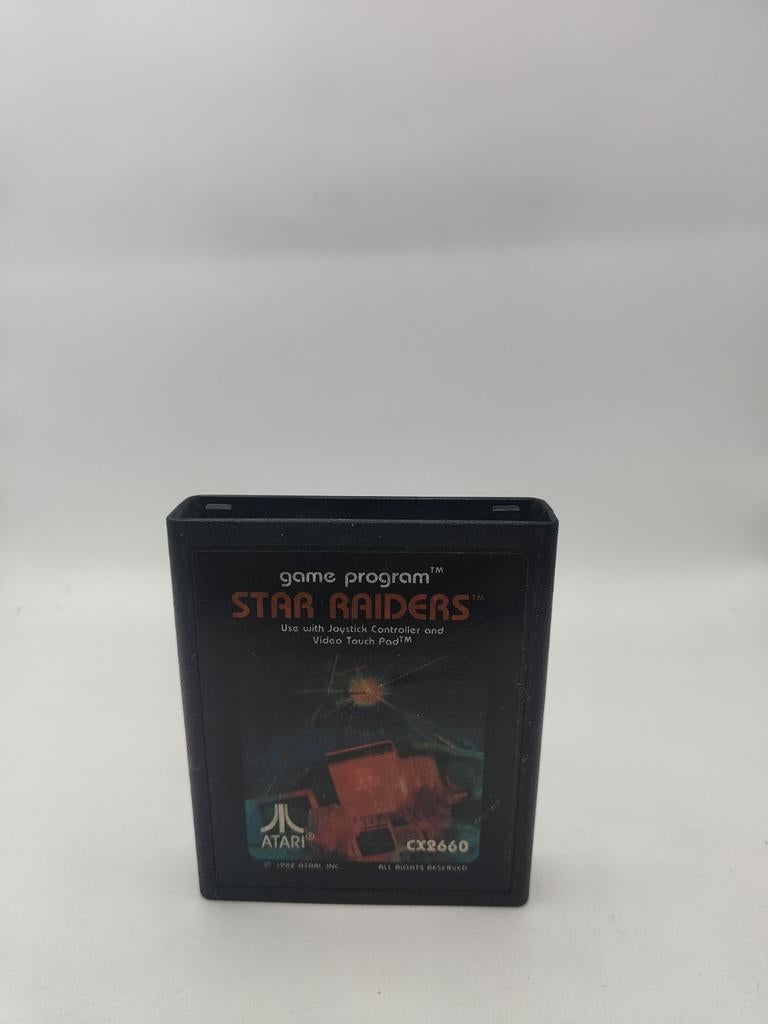 game program™
STAR RAIDERS™
Use with Joystick Controller and
Video Touch Pad™
ATARI®
CX2660
© 1982 ATARI, INC. ALL RIGHTS RESERVED